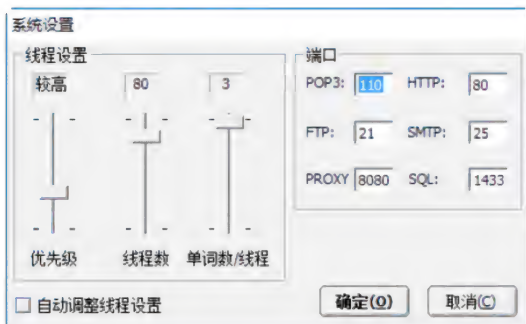 系统设置
线程设置
较高 80 3
优先级 线程数 单词数/线程
端口
POP3: 110 HTTP: 80
FTP: 21 SMTP: 25
PROXY 8080 SQL: 1433
自动调整线程设置
确定(O) 取消(C)